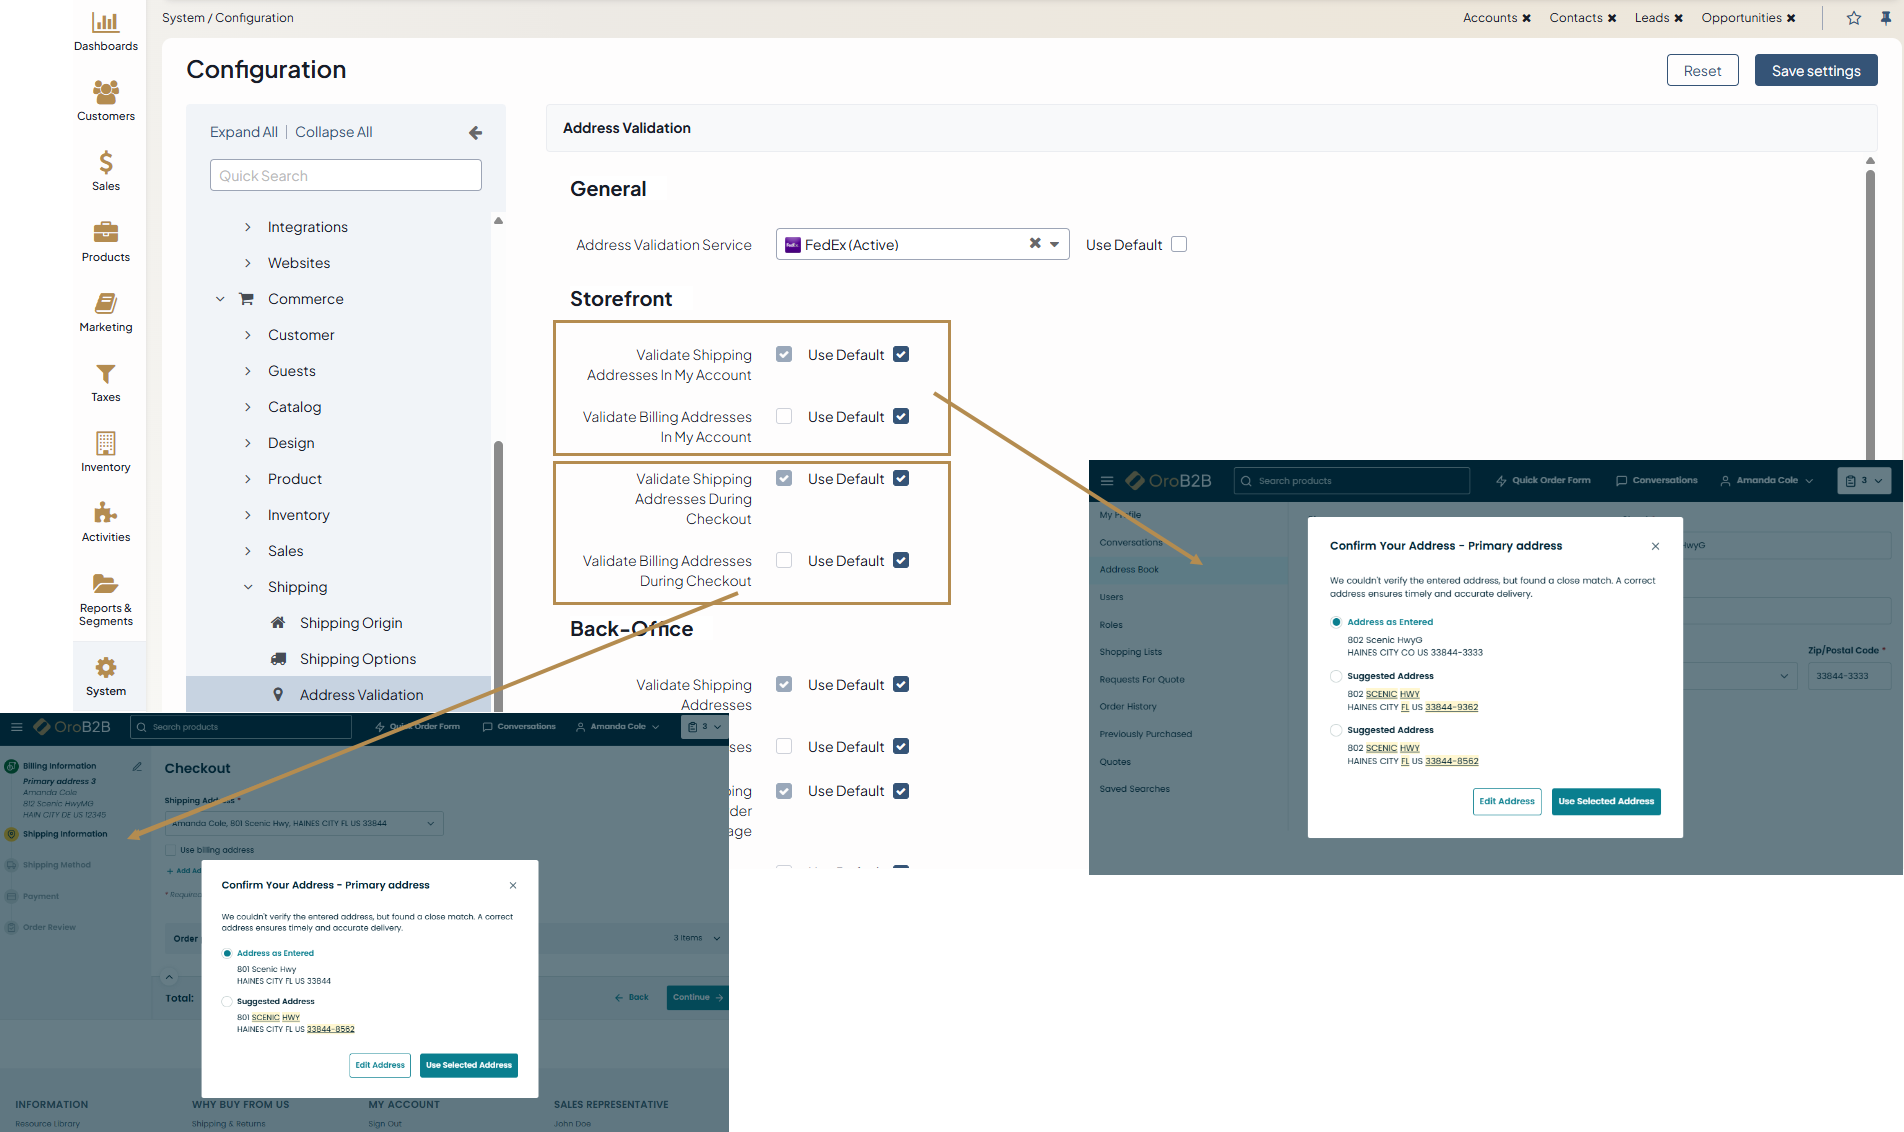 System / Configuration
Accounts ✖ Contacts ✖ Leads ✖ Opportunities ✖
Dashboards
Customers
Sales
Products
Marketing
Taxes
Inventory
Activities
Reports &
Segments
System
Configuration
Reset
Save settings
Expand All | Collapse All
Quick Search
Integrations
Websites
Commerce
Customer
Guests
Catalog
Design
Product
Inventory
Sales
Shipping
Shipping Origin
Shipping Options
Address Validation
Address Validation
General
Address Validation Service
FedEx (Active)
Use Default
Storefront
Validate Shipping
Addresses In My Account
Use Default
Validate Billing Addresses
In My Account
Use Default
Validate Shipping
Addresses During
Checkout
Use Default
Validate Billing Addresses
During Checkout
Use Default
Back-Office
Validate Shipping
Addresses
Use Default
ses
Use Default
ing
der
age
Use Default
OroB2B
Search products
Quick Order Form
Conversations
Amanda Cole
3
My Profile
Conversations
Address Book
Users
Roles
Shopping Lists
Requests For Quote
Order History
Previously Purchased
Quotes
Saved Searches
HwyG
Zip/Postal Code *
33844-3333
Confirm Your Address - Primary address
We couldn't verify the entered address, but found a close match. A correct
address ensures timely and accurate delivery.
Address as Entered
802 Scenic HwyG
HAINES CITY CO US 33844-3333
Suggested Address
802 SCENIC HWY
HAINES CITY FL US 33844-9362
Suggested Address
802 SCENIC HWY
HAINES CITY FL US 33844-8562
Edit Address
Use Selected Address
OroB2B
Search products
Quick Order Form
Conversations
Amanda Cole
3
Billing Information
Primary address 3
Amanda Cole
812 Scenic HwyMG
HAIN CITY DE US 12345
Shipping Information
Shipping Method
Payment
Order Review
Checkout
Shipping Address *
Amanda Cole, 801 Scenic Hwy, HAINES CITY FL US 33844
Use billing address
+ Add Ad
* Require
Order
3 items
Total:
Back
Continue
Confirm Your Address - Primary address
We couldn't verify the entered address, but found a close match. A correct
address ensures timely and accurate delivery.
Address as Entered
801 Scenic Hwy
HAINES CITY FL US 33844
Suggested Address
801 SCENIC HWY
HAINES CITY FL US 33844-8562
Edit Address
Use Selected Address
INFORMATION
Resource Library
WHY BUY FROM US
Shipping & Returns
MY ACCOUNT
Sign Out
SALES REPRESENTATIVE
John Doe